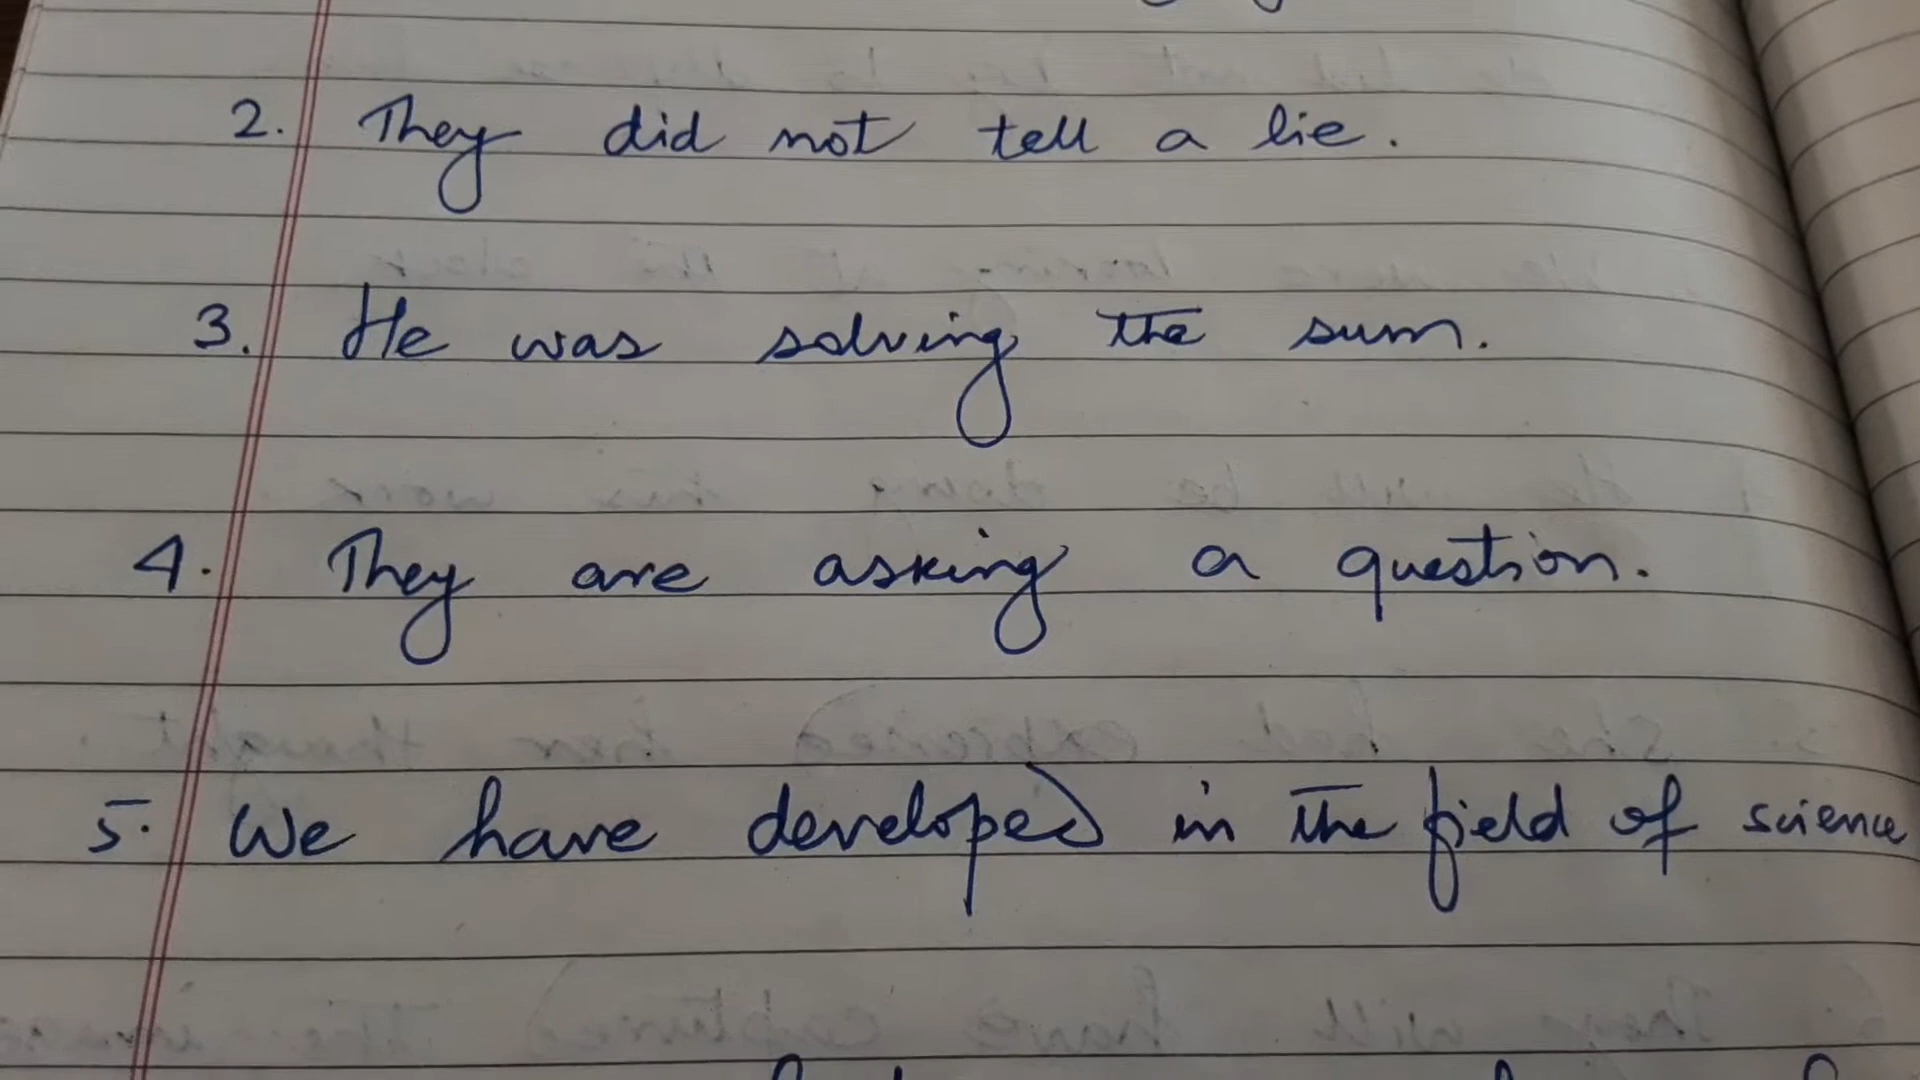 2. They did not tell a lie.
3. He was solving the sum.
4. They are asking a question.
5. We have developed in the field of science